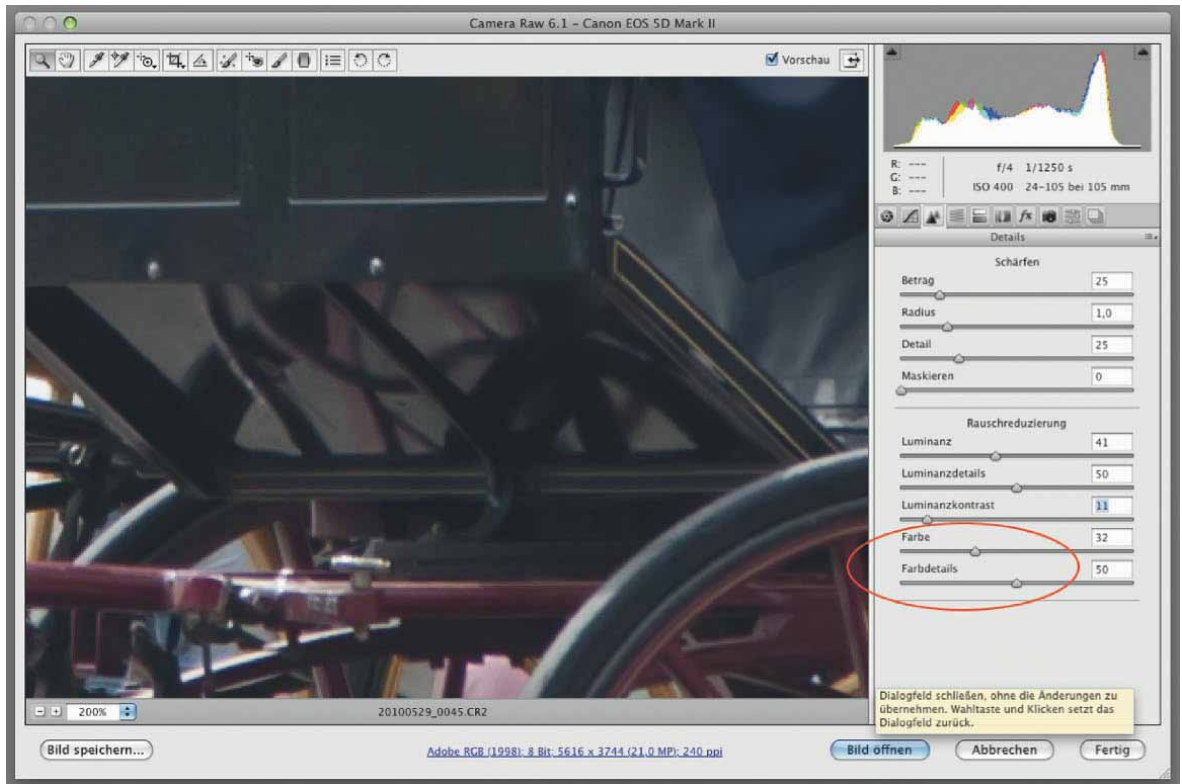 Camera Raw 6.1 – Canon EOS 5D Mark II
Vorschau
R: ---
G: ---
B: ---
f/4 1/1250 s
ISO 400 24–105 bei 105 mm
fx
Details
Schärfen
Betrag 25
Radius 1,0
Detail 25
Maskieren 0
Rauschreduzierung
Luminanz 41
Luminanzdetails 50
Luminanzkontrast 11
Farbe 32
Farbdetails 50
Dialogfeld schließen, ohne die Änderungen zu
übernehmen. Wahltaste und Klicken setzt das
Dialogfeld zurück.
200%
20100529_0045.CR2
Bild speichern...
Adobe RGB (1998); 8 Bit; 5616 x 3744 (21,0 MP); 240 ppi
Bild öffnen
Abbrechen
Fertig